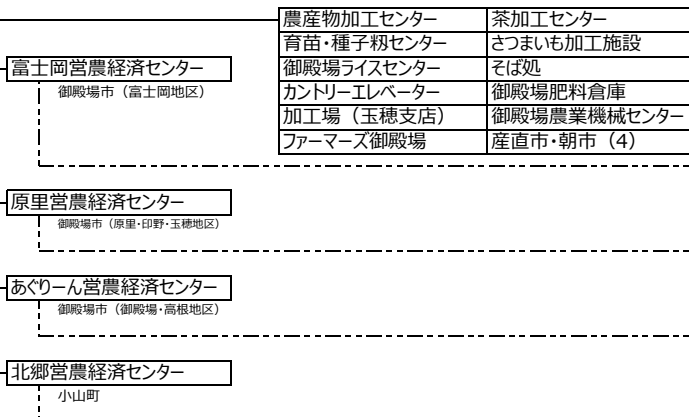 農産物加工センター 茶加工センター
育苗・種子籾センター さつまいも加工施設
富士岡営農経済センター 御殿場ライスセンター そば処
御殿場市（富士岡地区） カントリーエレベーター 御殿場肥料倉庫
加工場（玉穂支店） 御殿場農業機械センター
ファーマーズ御殿場 産直市・朝市（4）
原里営農経済センター
御殿場市（原里・印野・玉穂地区）
あぐりーん営農経済センター
御殿場市（御殿場・高根地区）
北郷営農経済センター
小山町